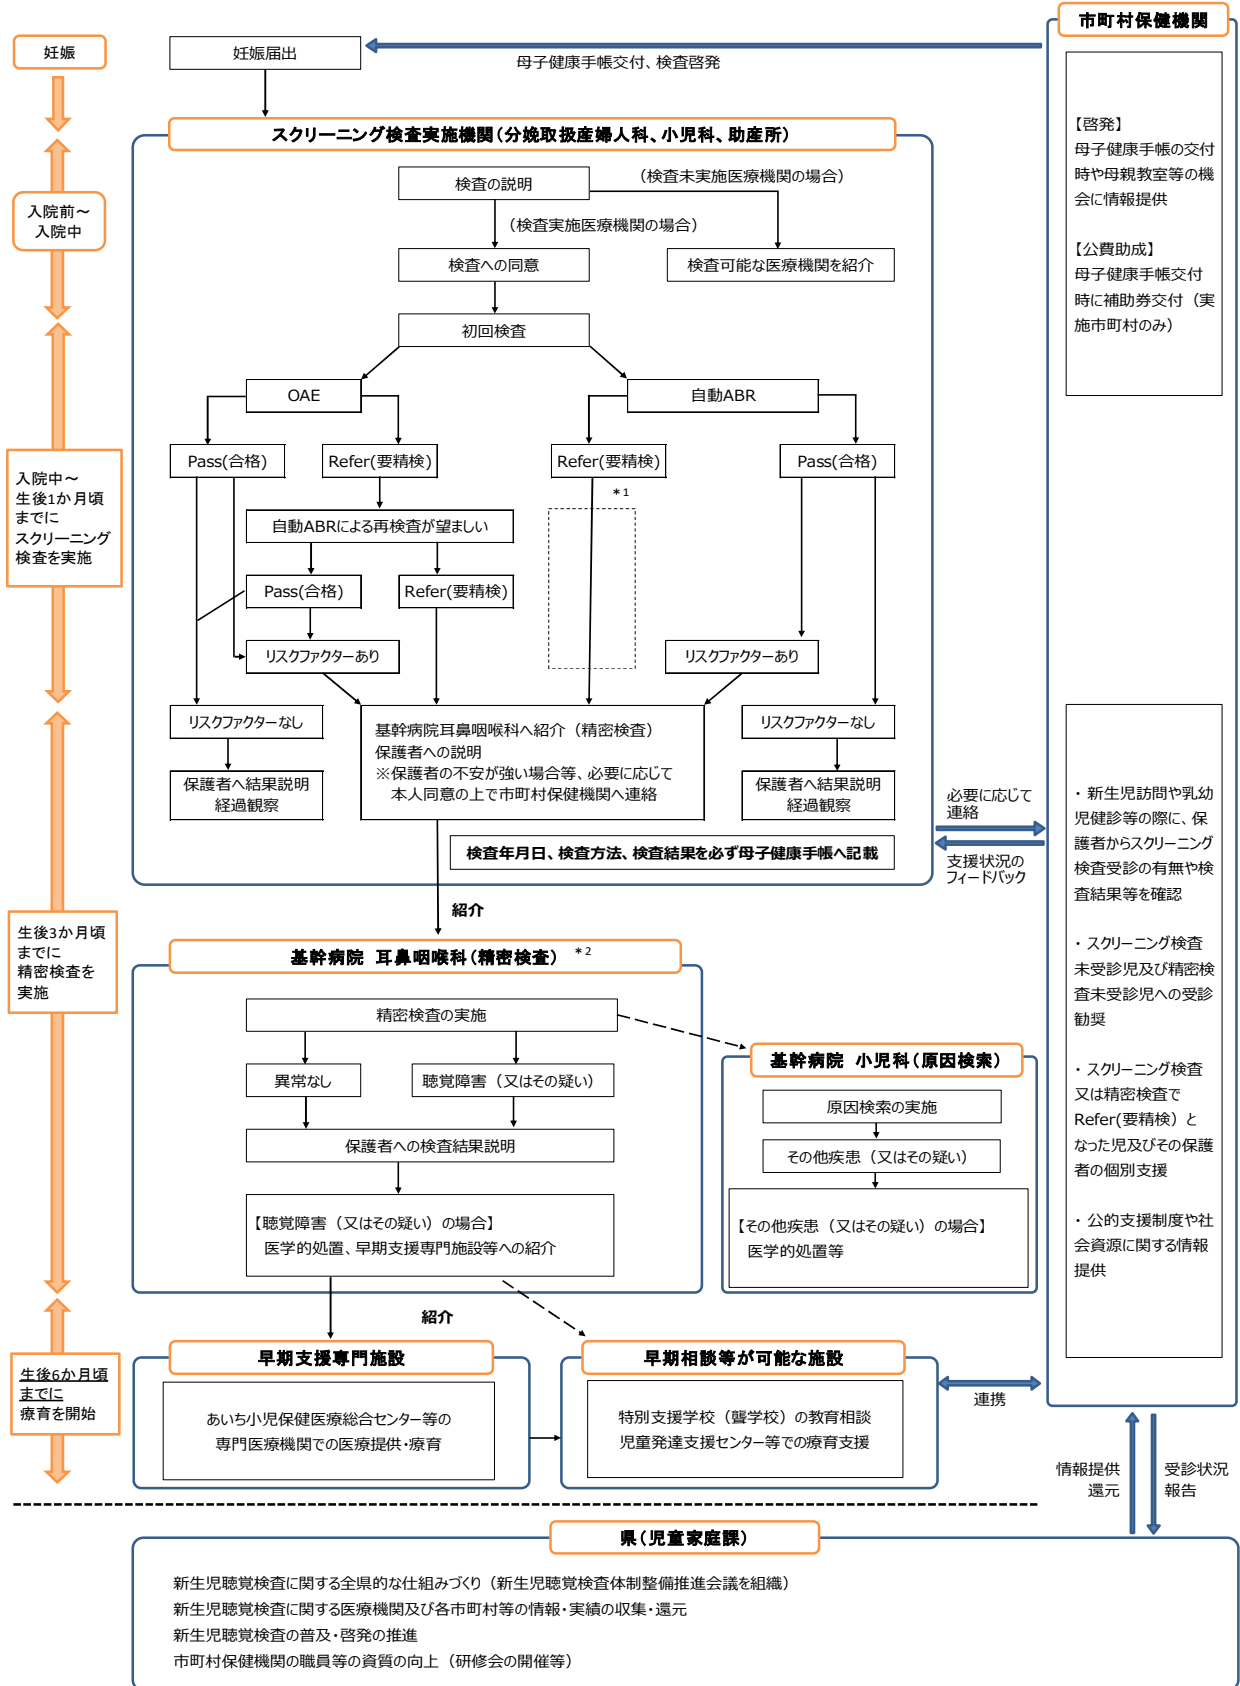 市町村保健機関
妊娠
妊娠届出
母子健康手帳交付、検査啓発
【啓発】
母子健康手帳の交付
時や母親教室等の機
会に情報提供
【公費助成】
母子健康手帳交付
時に補助券交付（実
施市町村のみ）
スクリーニング検査実施機関（分娩取扱産婦人科、小児科、助産所）
入院前～
入院中
検査の説明
（検査未実施医療機関の場合）
（検査実施医療機関の場合）
検査への同意
検査可能な医療機関を紹介
初回検査
OAE
自動ABR
入院中～
生後1か月頃
までに
スクリーニング
検査を実施
Pass(合格)
Refer(要精検)
Refer(要精検)
Pass(合格)
＊1
自動ABRによる再検査が望ましい
Pass(合格)
Refer(要精検)
リスクファクターあり
リスクファクターあり
リスクファクターなし
基幹病院耳鼻咽喉科へ紹介（精密検査）
保護者への説明
※保護者の不安が強い場合等、必要に応じて
本人同意の上で市町村保健機関へ連絡
リスクファクターなし
保護者へ結果説明
経過観察
保護者へ結果説明
経過観察
検査年月日、検査方法、検査結果を必ず母子健康手帳へ記載
必要に応じて
連絡
支援状況の
フィードバック
・新生児訪問や乳幼
児健診等の際に、保
護者からスクリーニング
検査受診の有無や検
査結果等を確認
・スクリーニング検査
未受診児及び精密検
査未受診児への受診
勧奨
・スクリーニング検査
又は精密検査で
Refer(要精検）と
なった児及びその保護
者の個別支援
・公的支援制度や社
会資源に関する情報
提供
紹介
生後3か月頃
までに
精密検査を
実施
基幹病院 耳鼻咽喉科（精密検査） ＊2
精密検査の実施
異常なし
聴覚障害（又はその疑い）
保護者への検査結果説明
【聴覚障害（又はその疑い）の場合】
医学的処置、早期支援専門施設等への紹介
基幹病院 小児科（原因検索）
原因検索の実施
その他疾患（又はその疑い）
【その他疾患（又はその疑い）の場合】
医学的処置等
紹介
生後6か月頃
までに
療育を開始
早期支援専門施設
あいち小児保健医療総合センター等の
専門医療機関での医療提供・療育
早期相談等が可能な施設
特別支援学校（聾学校）の教育相談
児童発達支援センター等での療育支援
連携
情報提供
還元
受診状況
報告
県（児童家庭課）
新生児聴覚検査に関する全県的な仕組みづくり（新生児聴覚検査体制整備推進会議を組織）
新生児聴覚検査に関する医療機関及び各市町村等の情報・実績の収集・還元
新生児聴覚検査の普及・啓発の推進
市町村保健機関の職員等の資質の向上（研修会の開催等）